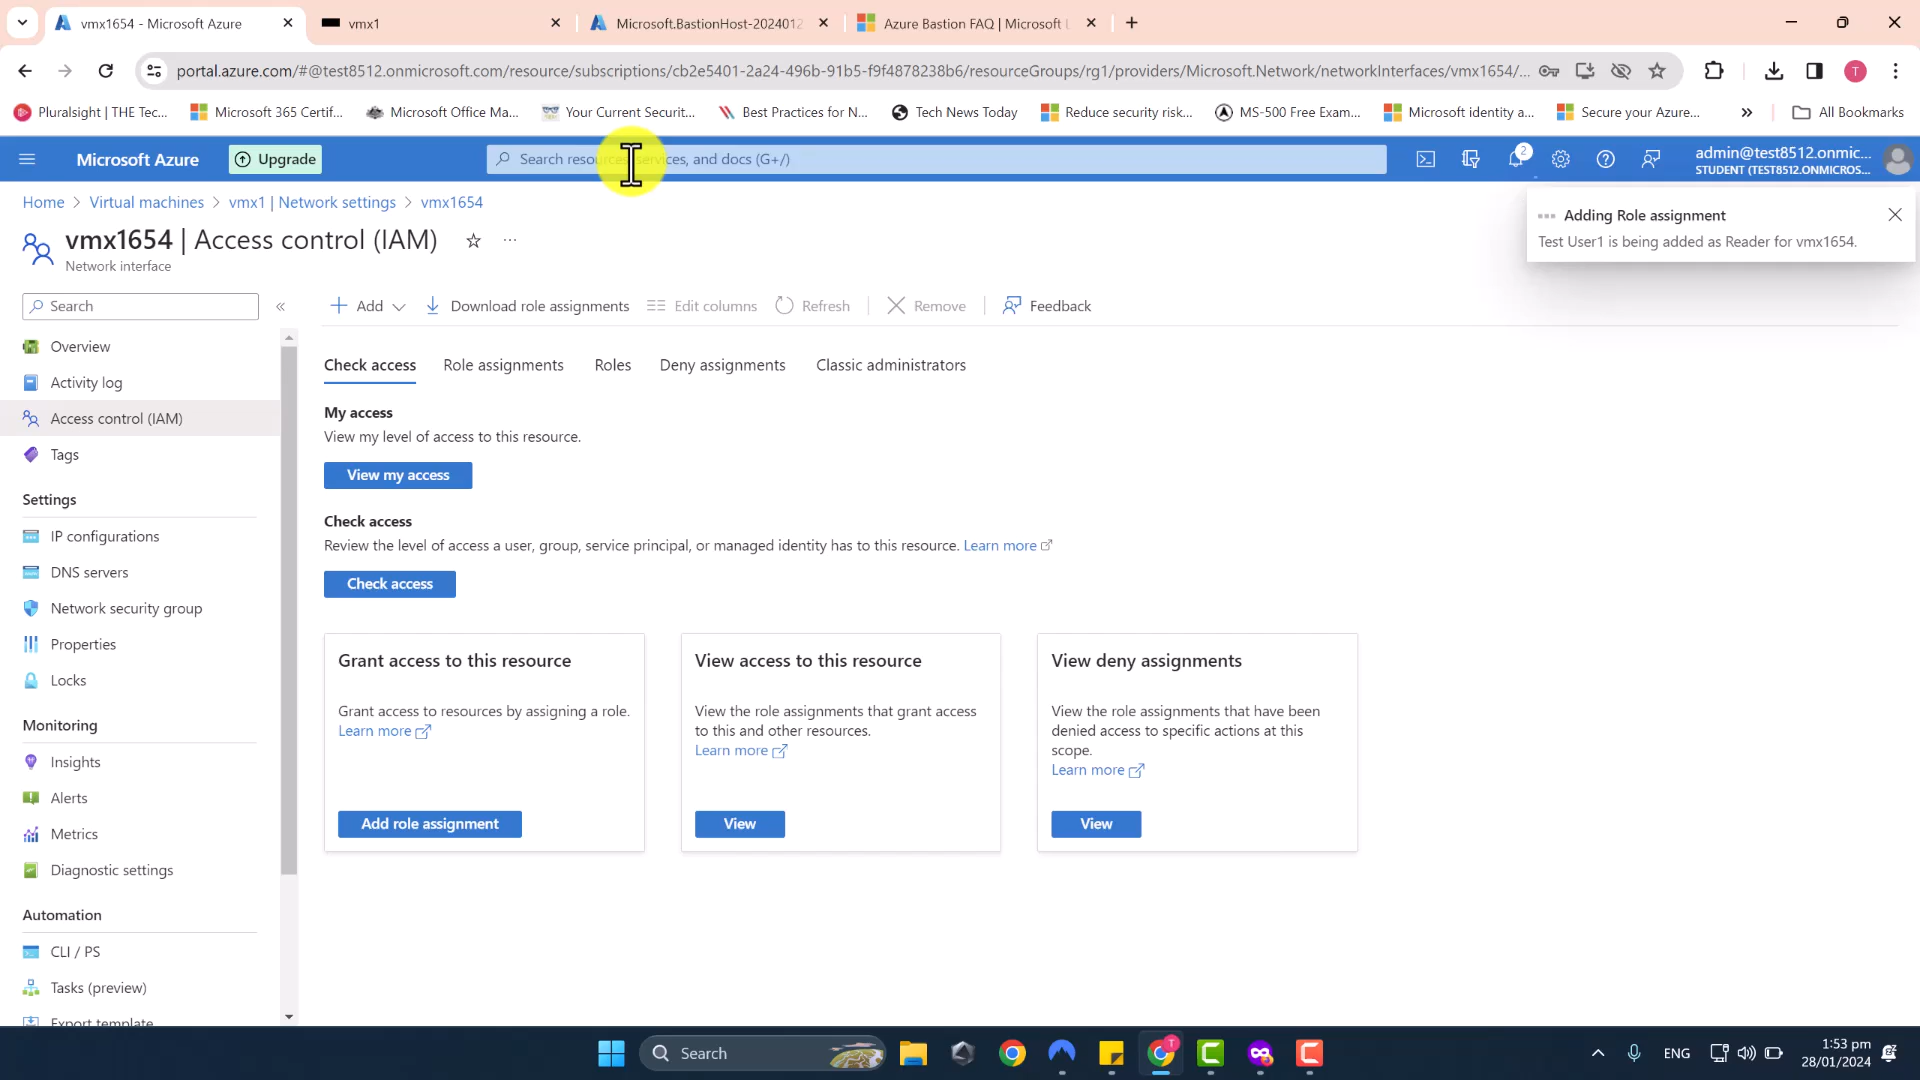 vmx1654 - Microsoft Azure
vmx1
Microsoft.BastionHost-2024012
Azure Bastion FAQ | Microsoft L
portal.azure.com/#@test8512.onmicrosoft.com/resource/subscriptions/cb2e5401-2a24-496b-91b5-f9f4878238b6/resourceGroups/rg1/providers/Microsoft.Network/networkInterfaces/vmx1654/...
T
Pluralsight | THE Tec...
Microsoft 365 Certif...
Microsoft Office Ma...
Your Current Securit...
Best Practices for N...
Tech News Today
Reduce security risk...
MS-500 Free Exam...
Microsoft identity a...
Secure your Azure...
»
All Bookmarks
Microsoft Azure
Upgrade
Search resources, services, and docs (G+/)
2
admin@test8512.onmic...
STUDENT (TEST8512.ONMICROS...
Home > Virtual machines > vmx1 | Network settings > vmx1654
vmx1654 | Access control (IAM)
...
Network interface
Adding Role assignment
Test User1 is being added as Reader for vmx1654.
Search
«
Add
Download role assignments
Edit columns
Refresh
Remove
Feedback
Overview
Activity log
Access control (IAM)
Tags
Settings
IP configurations
DNS servers
Network security group
Properties
Locks
Monitoring
Insights
Alerts
Metrics
Diagnostic settings
Automation
CLI / PS
Tasks (preview)
Export template
Check access
Role assignments
Roles
Deny assignments
Classic administrators
My access
View my level of access to this resource.
View my access
Check access
Review the level of access a user, group, service principal, or managed identity has to this resource. Learn more
Check access
Grant access to this resource
Grant access to resources by assigning a role.
Learn more
Add role assignment
View access to this resource
View the role assignments that grant access
to this and other resources.
Learn more
View
View deny assignments
View the role assignments that have been
denied access to specific actions at this
scope.
Learn more
View
Search
T
ENG
1:53 pm
28/01/2024